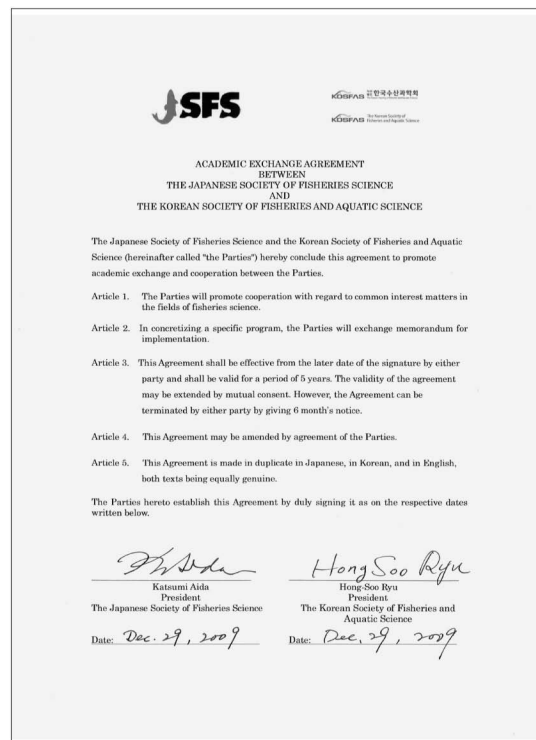 JSFS
KOSFAS 한국수산과학회
KOSFAS The Korean Society of Fisheries and Aquatic Science
ACADEMIC EXCHANGE AGREEMENT
BETWEEN
THE JAPANESE SOCIETY OF FISHERIES SCIENCE
AND
THE KOREAN SOCIETY OF FISHERIES AND AQUATIC SCIENCE
The Japanese Society of Fisheries Science and the Korean Society of Fisheries and Aquatic
Science (hereinafter called "the Parties") hereby conclude this agreement to promote
academic exchange and cooperation between the Parties.
Article 1. The Parties will promote cooperation with regard to common interest matters in
the fields of fisheries science.
Article 2. In concretizing a specific program, the Parties will exchange memorandum for
implementation.
Article 3. This Agreement shall be effective from the later date of the signature by either
party and shall be valid for a period of 5 years. The validity of the agreement
may be extended by mutual consent. However, the Agreement can be
terminated by either party by giving 6 month's notice.
Article 4. This Agreement may be amended by agreement of the Parties.
Article 5. This Agreement is made in duplicate in Japanese, in Korean, and in English,
both texts being equally genuine.
The Parties hereto establish this Agreement by duly signing it as on the respective dates
written below.
Katsumi Aida
President
The Japanese Society of Fisheries Science
Date: Dec. 29, 2009
Hong Soo Ryu
Hong-Soo Ryu
President
The Korean Society of Fisheries and
Aquatic Science
Date: Dec, 29, 2009